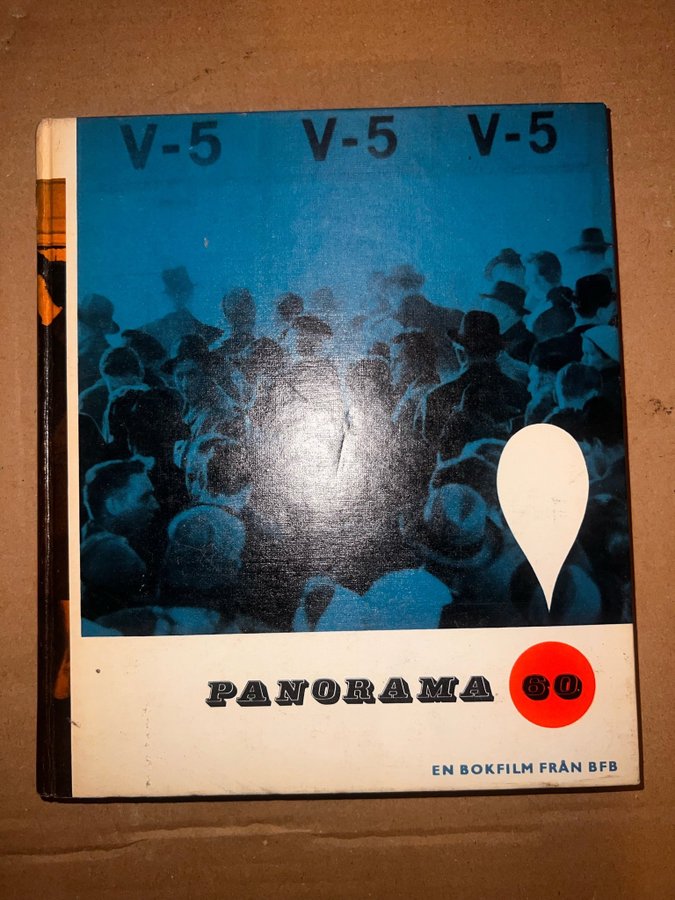 V-5 V-5 V-5
PANORAMA 60
EN BOKFILM FRÅN BFB